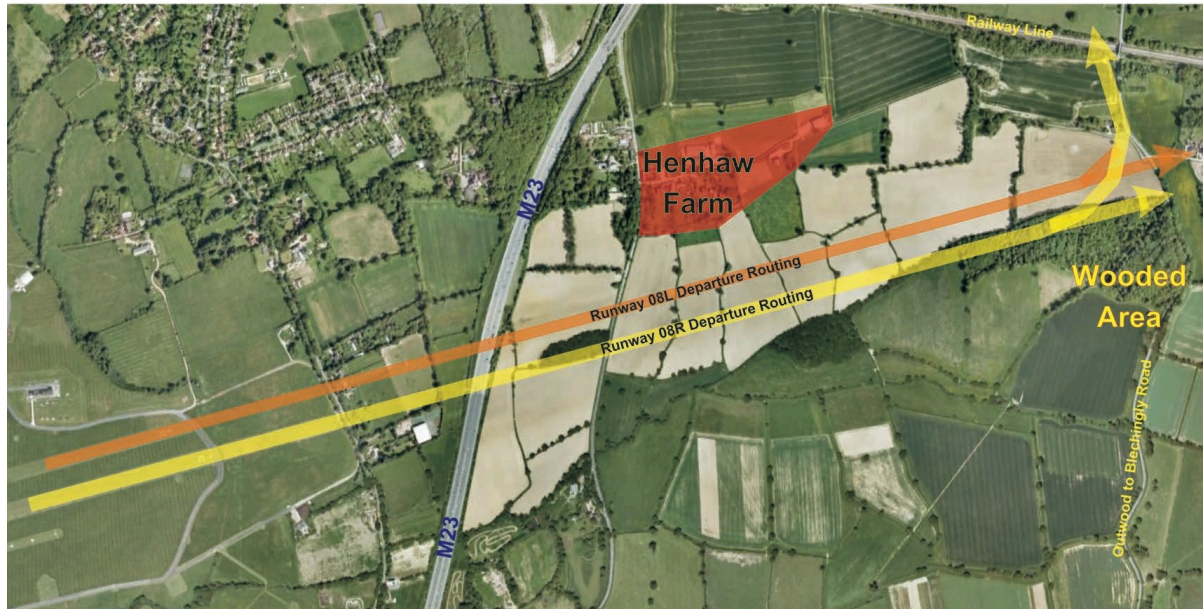 Railway Line
M23
Henhaw
Farm
Runway 08L Departure Routing
Runway 08R Departure Routing
Wooded
Area
Outwood to Blechingly Road
M23